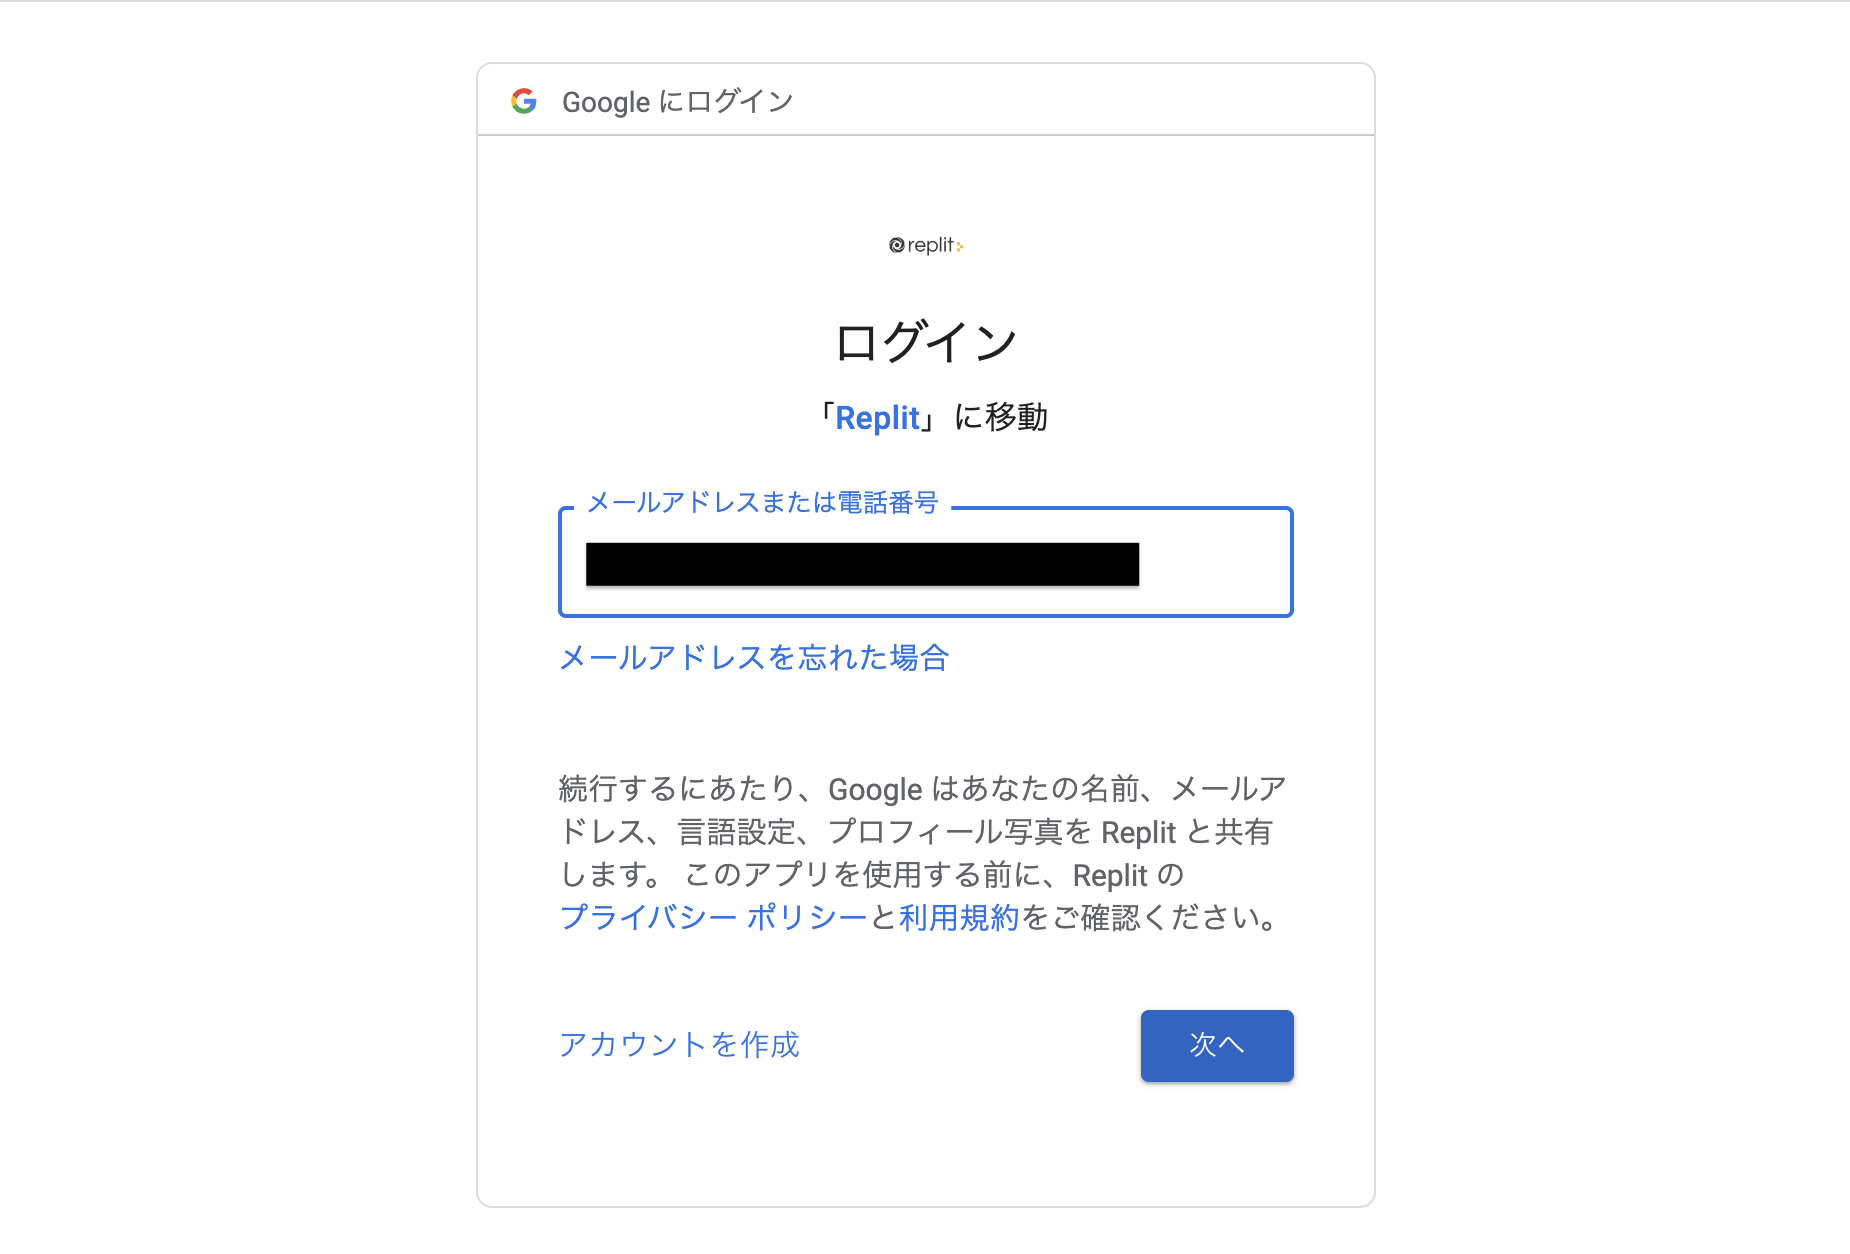 Google にログイン
replit
ログイン
「Replit」に移動
メールアドレスまたは電話番号
メールアドレスを忘れた場合
続行するにあたり、Google はあなたの名前、メールア
ドレス、言語設定、プロフィール写真を Replit と共有
します。 このアプリを使用する前に、Replit の
プライバシー ポリシーと利用規約をご確認ください。
アカウントを作成
次へ